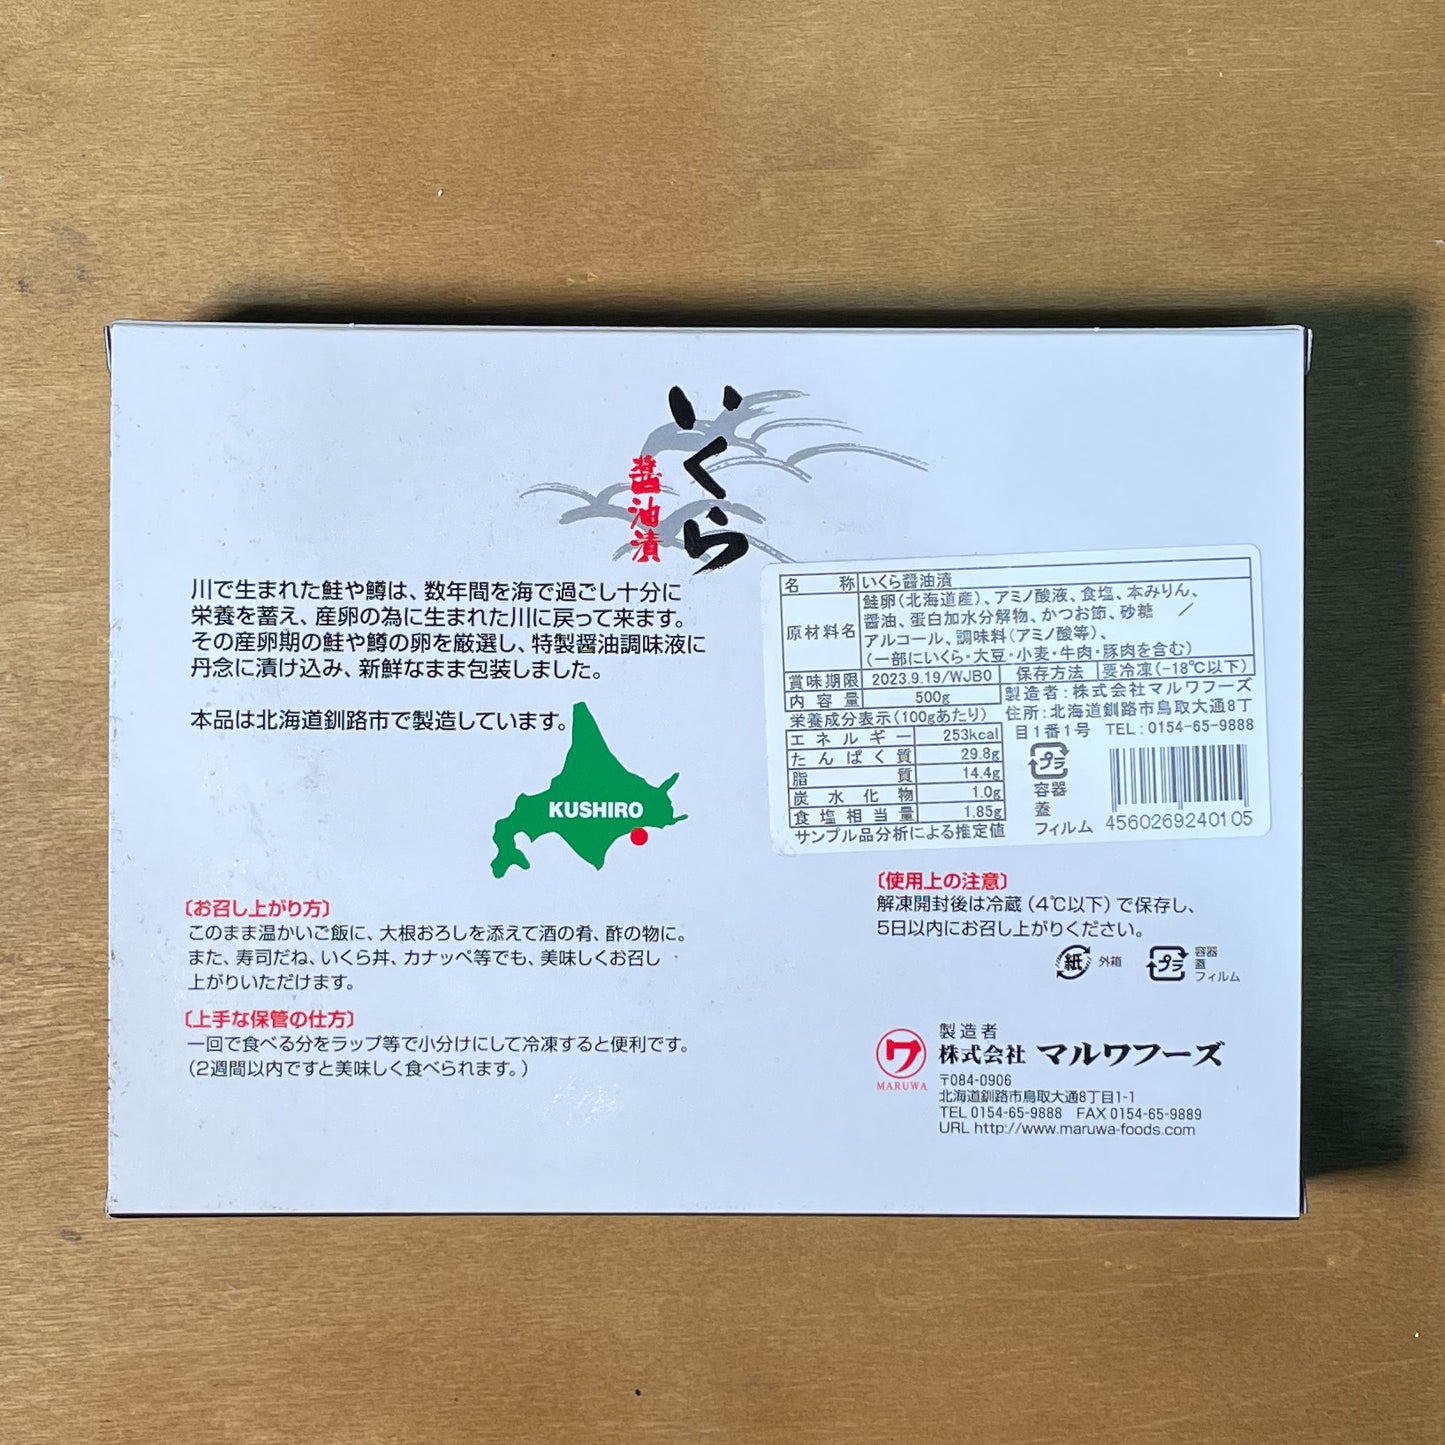 いくら
醤油漬
川で生まれた鮭や鱒は、数年間を海で過ごし十分に
栄養を蓄え、産卵の為に生まれた川に戻って来ます。
その産卵期の鮭や鱒の卵を厳選し、特製醤油調味液に
丹念に漬け込み、新鮮なまま包装しました。
本品は北海道釧路市で製造しています。
KUSHIRO
〔お召し上がり方〕
このまま温かいご飯に、大根おろしを添えて酒の肴、酢の物に。
また、寿司だね、いくら丼、カナッペ等でも、美味しくお召し
上がりいただけます。
〔上手な保管の仕方〕
一回で食べる分をラップ等で小分けにして冷凍すると便利です。
（2週間以内ですと美味しく食べられます。）
名称 いくら醤油漬
原材料名 鮭卵(北海道産)、アミノ酸液、食塩、本みりん、
醤油、蛋白加水分解物、かつお節、砂糖 ／
アルコール、調味料(アミノ酸等)、
(一部にいくら・大豆・小麦・牛肉・豚肉を含む)
賞味期限 2023.9.19/WJB0 保存方法 要冷凍(-18℃以下)
内容量 500g
製造者:株式会社マルワフーズ
住所:北海道釧路市鳥取大通8丁
目1番1号 TEL:0154-65-9888
栄養成分表示(100gあたり)
エネルギー 253kcal
たんぱく質 29.8g
脂質 14.4g
炭水化物 1.0g
食塩相当量 1.85g
サンプル品分析による推定値
プラ
容器
蓋
フィルム
4560269240105
〔使用上の注意〕
解凍開封後は冷蔵（4℃以下）で保存し、
5日以内にお召し上がりください。
紙 外箱
プラ 容器
蓋
フィルム
ワ
MARUWA
製造者
株式会社 マルワフーズ
〒084-0906
北海道釧路市鳥取大通8丁目1-1
TEL 0154-65-9888 FAX 0154-65-9889
URL http://www.maruwa-foods.com